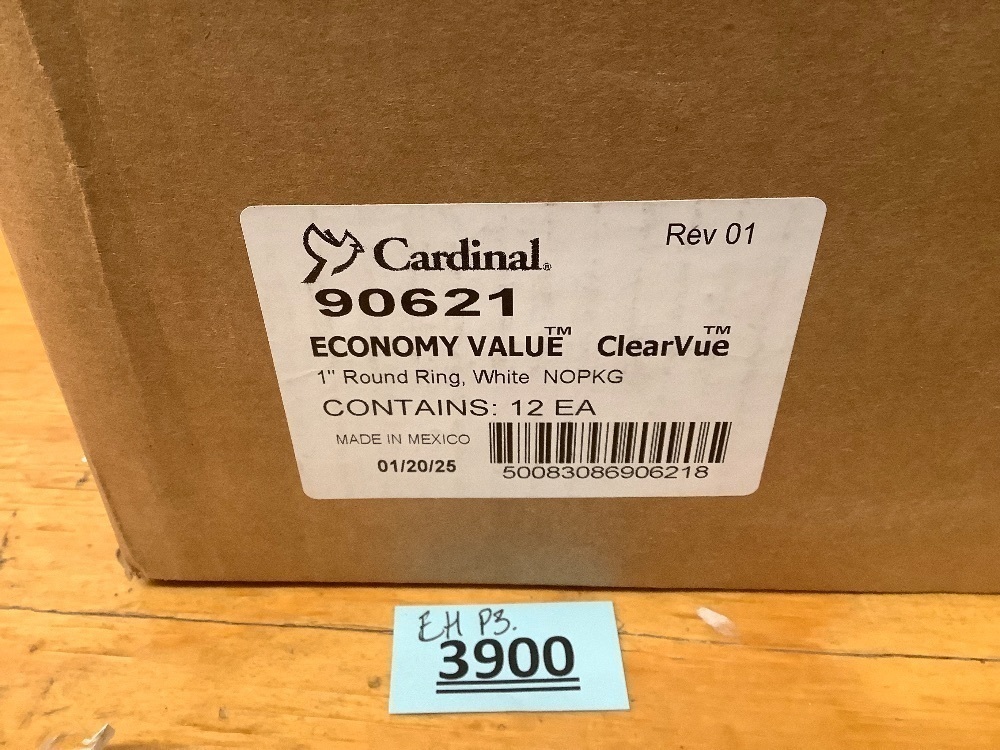 Cardinal®
Rev 01
90621
ECONOMY VALUE™ ClearVue™
1" Round Ring, White NOPKG
CONTAINS: 12 EA
MADE IN MEXICO
01/20/25
50083086906218
EH P3.
3900